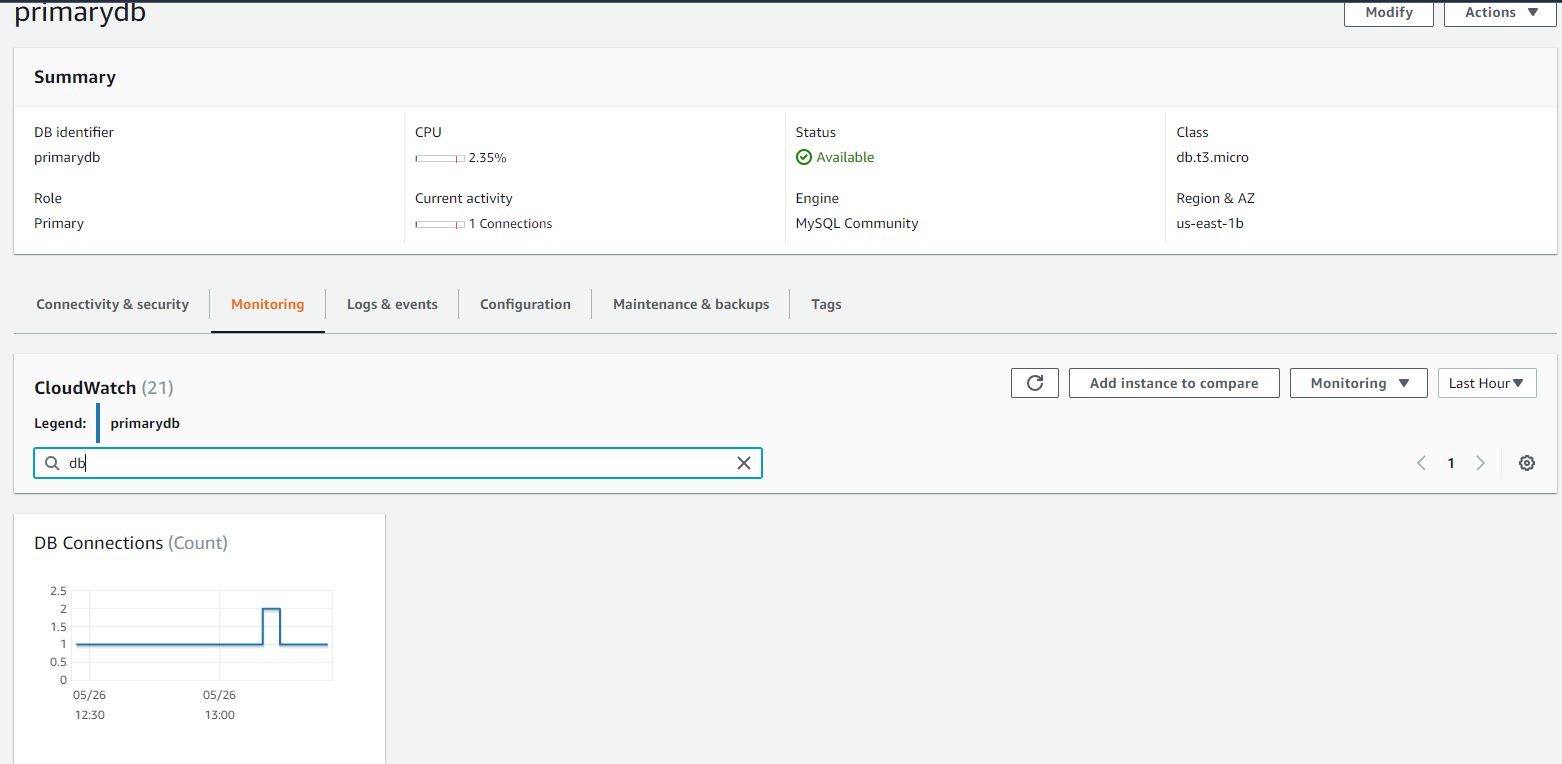 primarydb
Modify
Actions
Summary
DB identifier
primarydb
CPU
2.35%
Status
Available
Class
db.t3.micro
Role
Primary
Current activity
1 Connections
Engine
MySQL Community
Region & AZ
us-east-1b
Connectivity & security
Monitoring
Logs & events
Configuration
Maintenance & backups
Tags
CloudWatch (21)
Add instance to compare
Monitoring
Last Hour
Legend:
primarydb
db
1
DB Connections (Count)
2.5
2
1.5
1
0.5
0
05/26
12:30
05/26
13:00